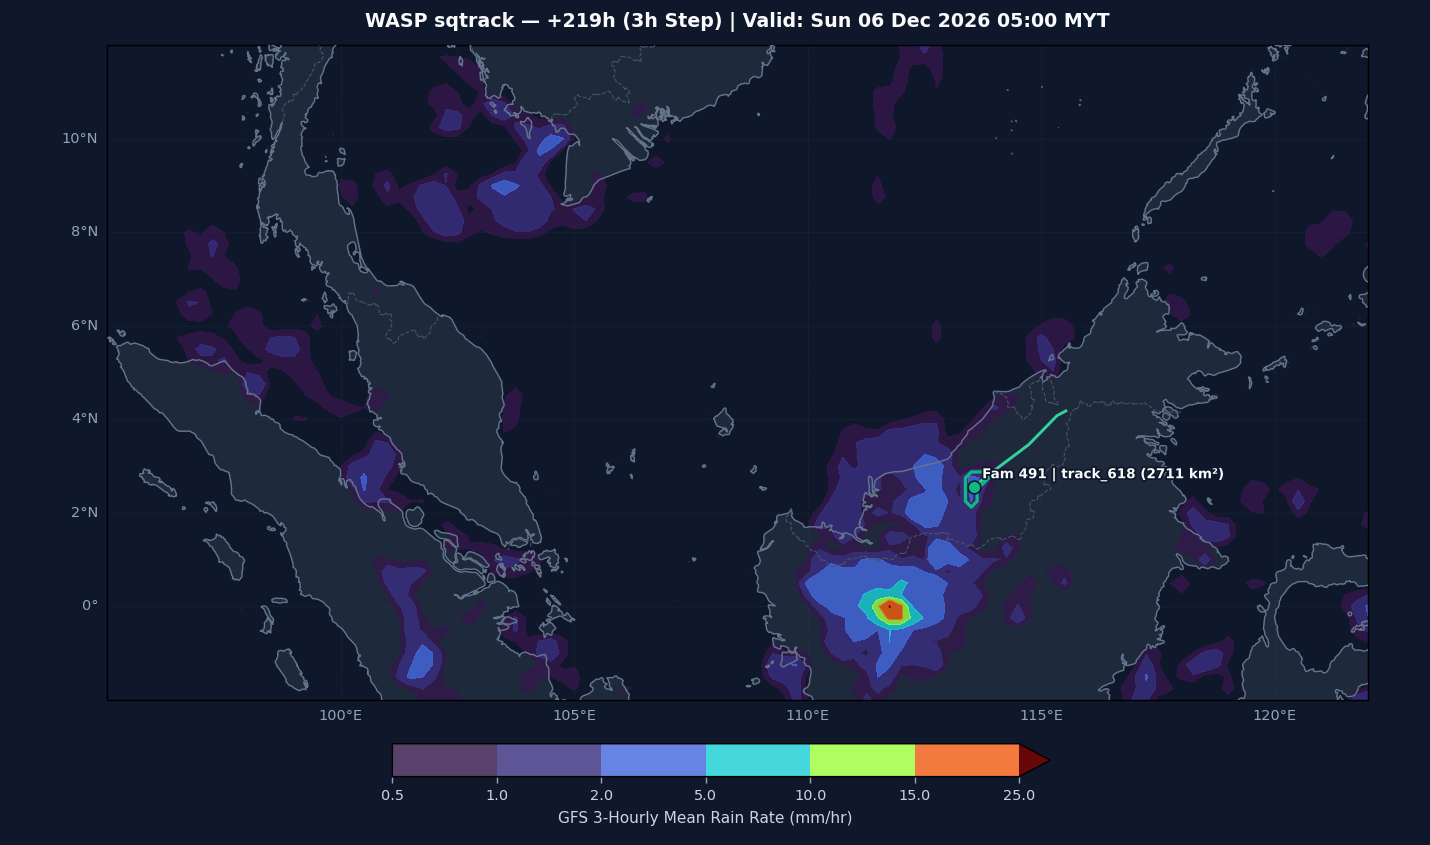 WASP sqtrack — +219h (3h Step) | Valid: Sun 06 Dec 2026 05:00 MYT
10°N
8°N
6°N
4°N
2°N
0°
Fam 491 | track_618 (2711 km²)
100°E 105°E 110°E 115°E 120°E
0.5 1.0 2.0 5.0 10.0 15.0 25.0
GFS 3-Hourly Mean Rain Rate (mm/hr)